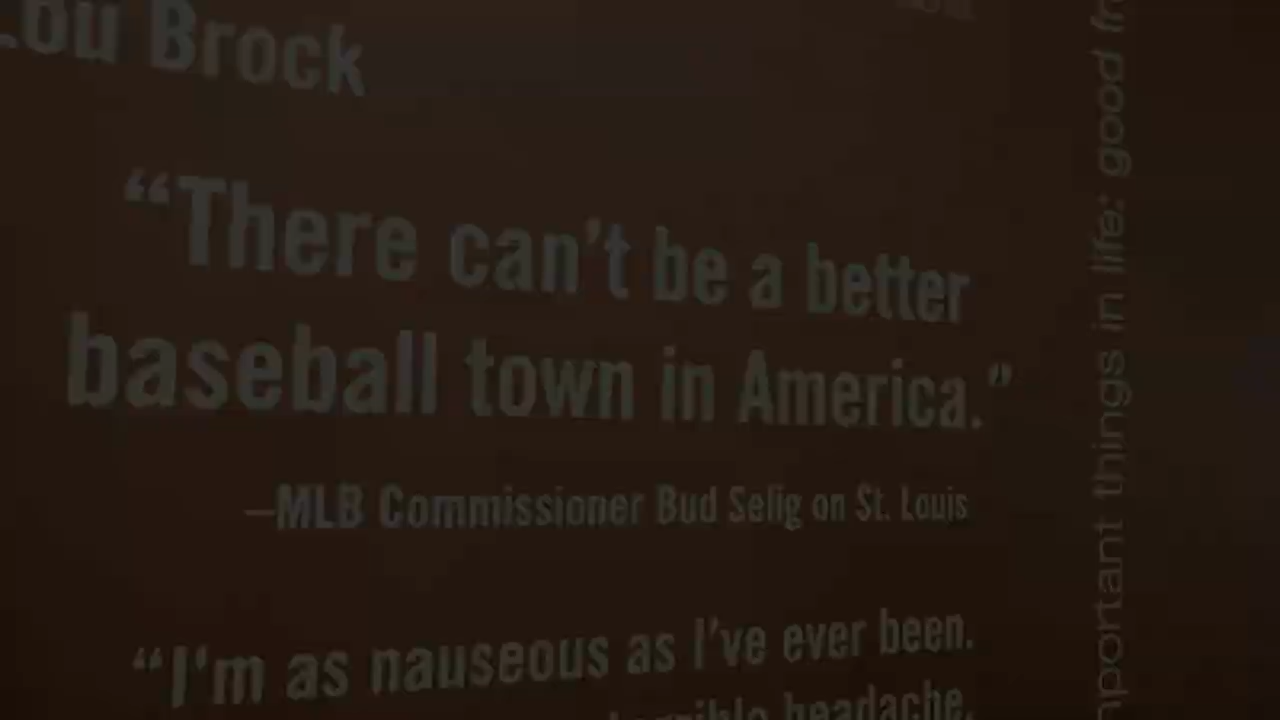 Lou Brock
“There can’t be a better
baseball town in America.”
—MLB Commissioner Bud Selig on St. Louis
“I'm as nauseous as I’ve ever been.
headache.
things in life: good